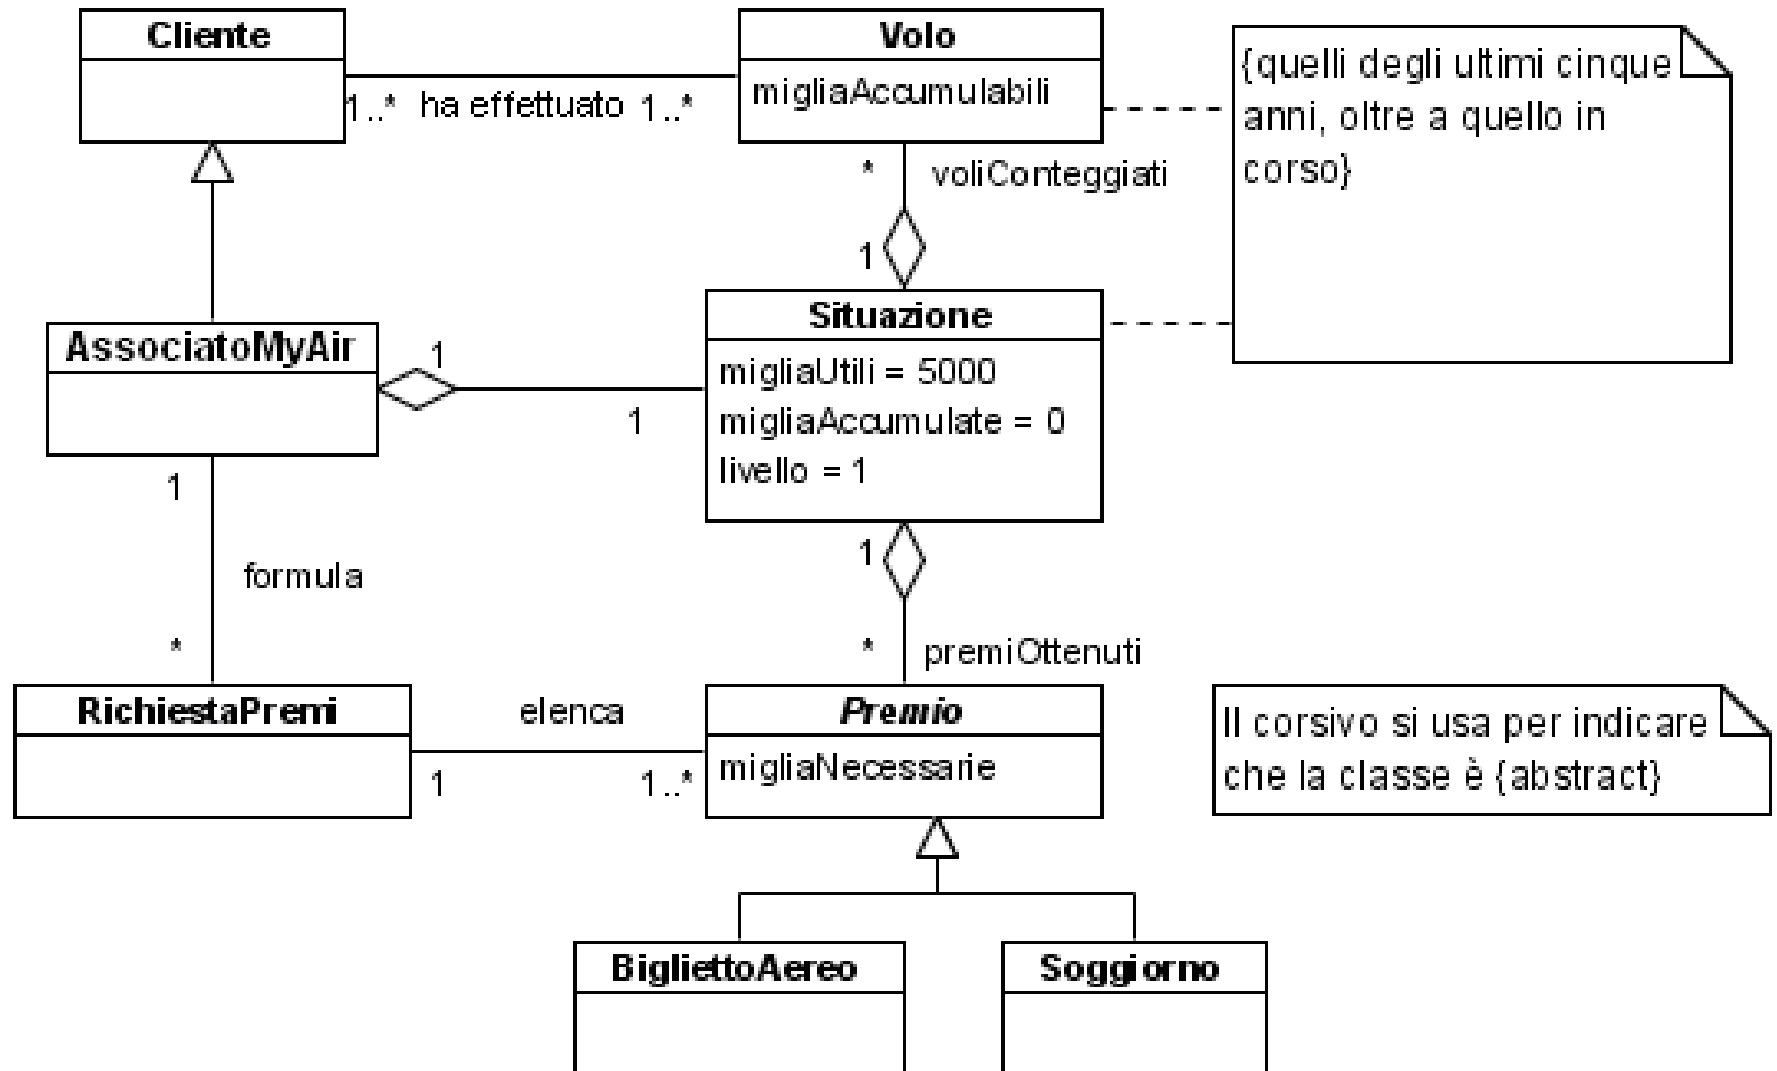 Cliente
1..* ha effettuato 1..*
Volo
migliaAccumulabili
{quelli degli ultimi cinque
anni, oltre a quello in
corso}
* voliConteggiati
1
AssociatoMyAir
1
1
Situazione
migliaUtili = 5000
migliaAccumulate = 0
livello = 1
1
formula
*
1
* premiOttenuti
RichiestaPremi
elenca
1
1..*
Premio
migliaNecessarie
Il corsivo si usa per indicare
che la classe è {abstract}
BigliettoAereo
Soggiorno